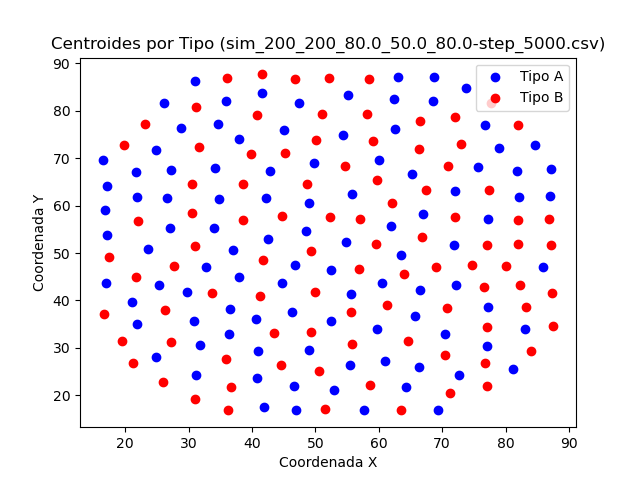 Centroides por Tipo (sim_200_200_80.0_50.0_80.0-step_5000.csv)
Tipo A
Tipo B
90
80
70
60
50
40
30
20
Coordenada Y
20 30 40 50 60 70 80 90
Coordenada X